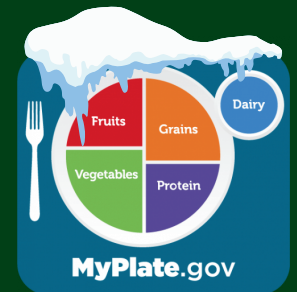 Dairy
Fruits
Grains
Vegetables
Protein
MyPlate.gov